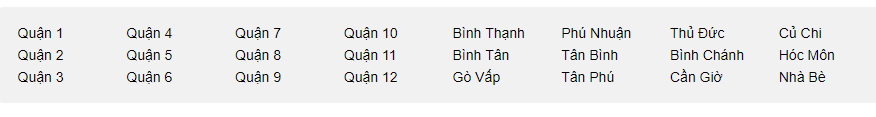 Quận 1 Quận 4 Quận 7 Quận 10 Bình Thạnh Phú Nhuận Thủ Đức Củ Chi
Quận 2 Quận 5 Quận 8 Quận 11 Bình Tân Tân Bình Bình Chánh Hóc Môn
Quận 3 Quận 6 Quận 9 Quận 12 Gò Vấp Tân Phú Cần Giờ Nhà Bè